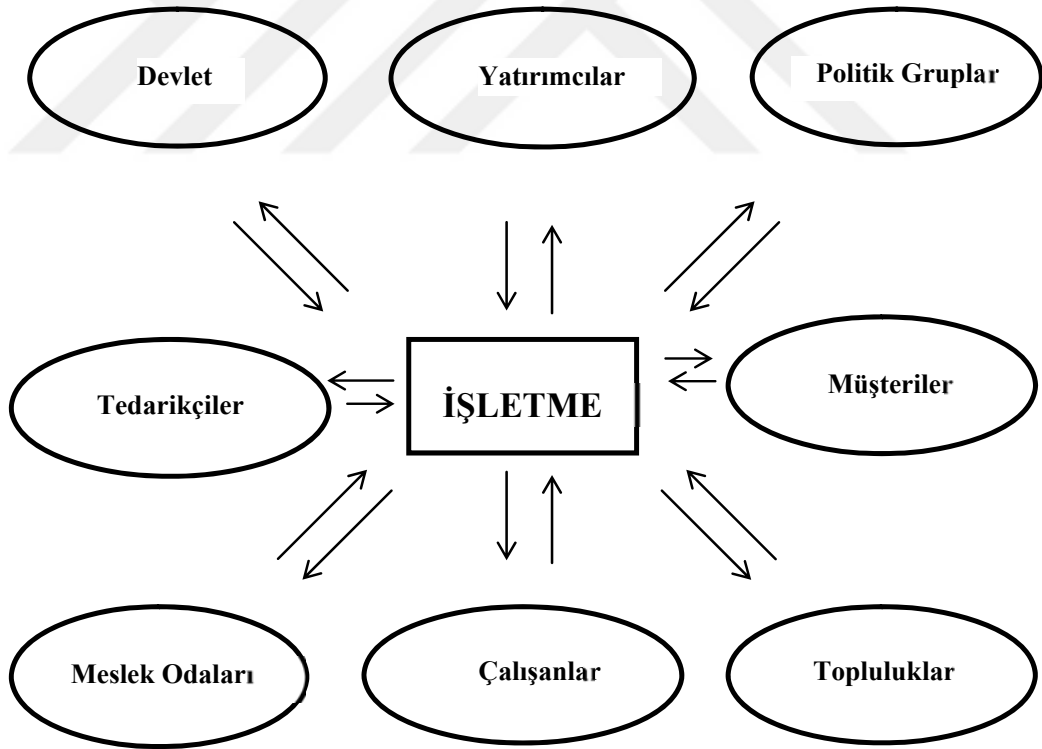 Devlet
Yatırımcılar
Politik Gruplar
Tedarikçiler
İŞLETME
Müşteriler
Meslek Odaları
Çalışanlar
Topluluklar